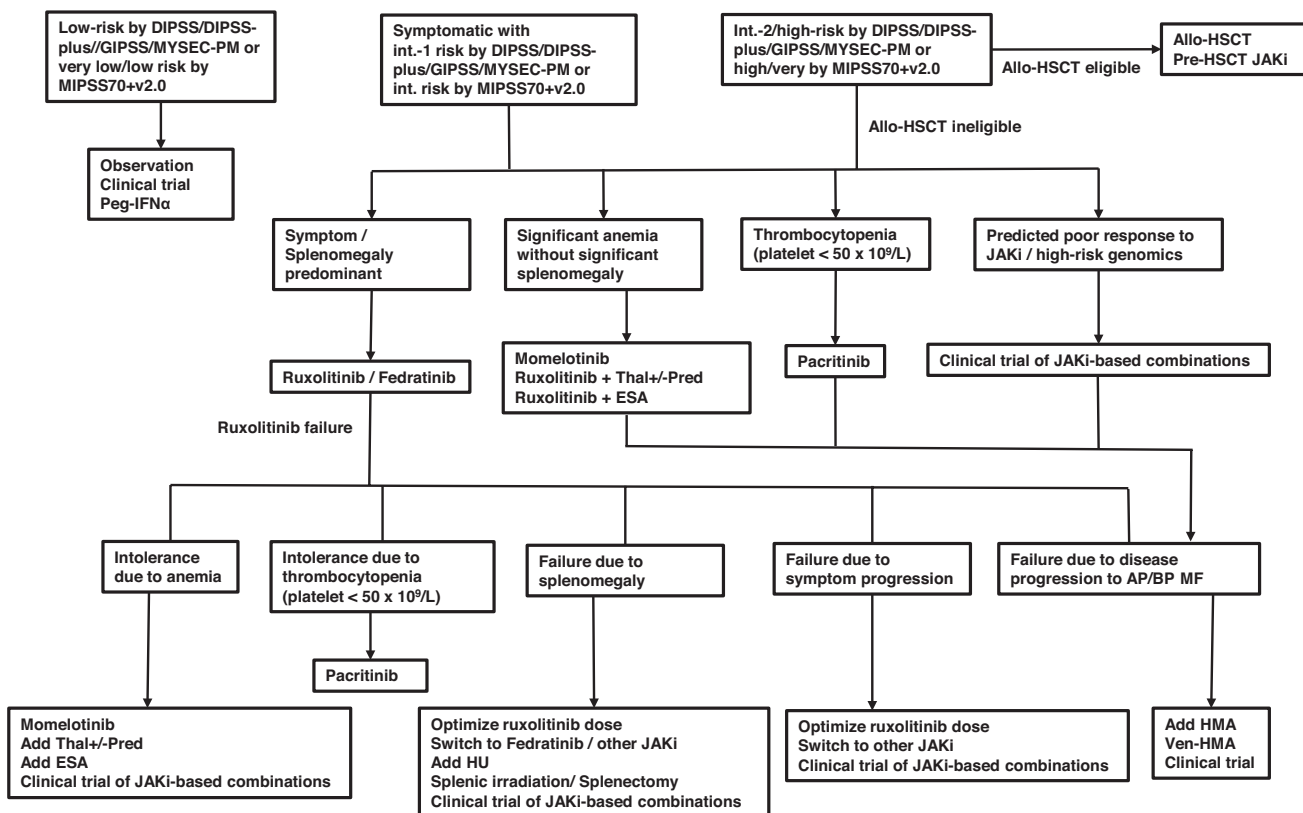 Low-risk by DIPSS/DIPSS-
plus//GIPSS/MYSEC-PM or
very low/low risk by
MIPSS70+v2.0
Symptomatic with
int.-1 risk by DIPSS/DIPSS-
plus/GIPSS/MYSEC-PM or
int. risk by MIPSS70+v2.0
Int.-2/high-risk by DIPSS/DIPSS-
plus/GIPSS/MYSEC-PM or
high/very by MIPSS70+v2.0
Allo-HSCT eligible
Allo-HSCT
Pre-HSCT JAKi
Allo-HSCT ineligible
Observation
Clinical trial
Peg-IFNα
Symptom /
Splenomegaly
predominant
Significant anemia
without significant
splenomegaly
Thrombocytopenia
(platelet < 50 x 10⁹/L)
Predicted poor response to
JAKi / high-risk genomics
Ruxolitinib / Fedratinib
Momelotinib
Ruxolitinib + Thal+/-Pred
Ruxolitinib + ESA
Pacritinib
Clinical trial of JAKi-based combinations
Ruxolitinib failure
Intolerance
due to anemia
Intolerance due to
thrombocytopenia
(platelet < 50 x 10⁹/L)
Failure due to
splenomegaly
Failure due to
symptom progression
Failure due to disease
progression to AP/BP MF
Pacritinib
Momelotinib
Add Thal+/-Pred
Add ESA
Clinical trial of JAKi-based combinations
Optimize ruxolitinib dose
Switch to Fedratinib / other JAKi
Add HU
Splenic irradiation/ Splenectomy
Clinical trial of JAKi-based combinations
Optimize ruxolitinib dose
Switch to other JAKi
Clinical trial of JAKi-based combinations
Add HMA
Ven-HMA
Clinical trial